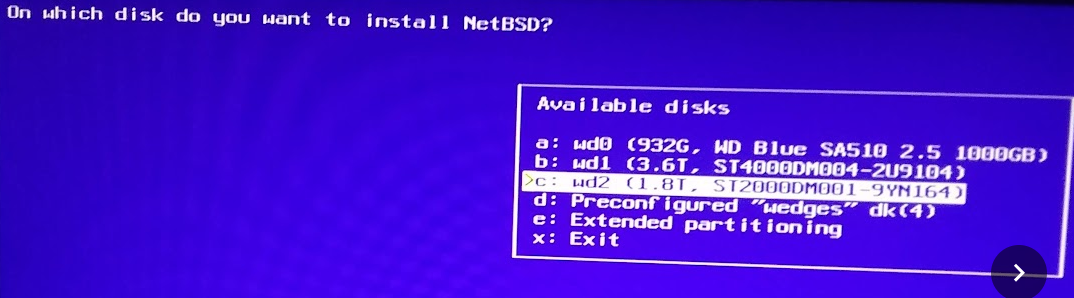 On which disk do you want to install NetBSD?
Available disks
a: wd0 (932G, WD Blue SA510 2.5 1000GB)
b: wd1 (3.6T, ST4000DM004-2U9104)
>c: wd2 (1.8T, ST2000DM001-9YN164)
d: Preconfigured "wedges" dk(4)
e: Extended partitioning
x: Exit